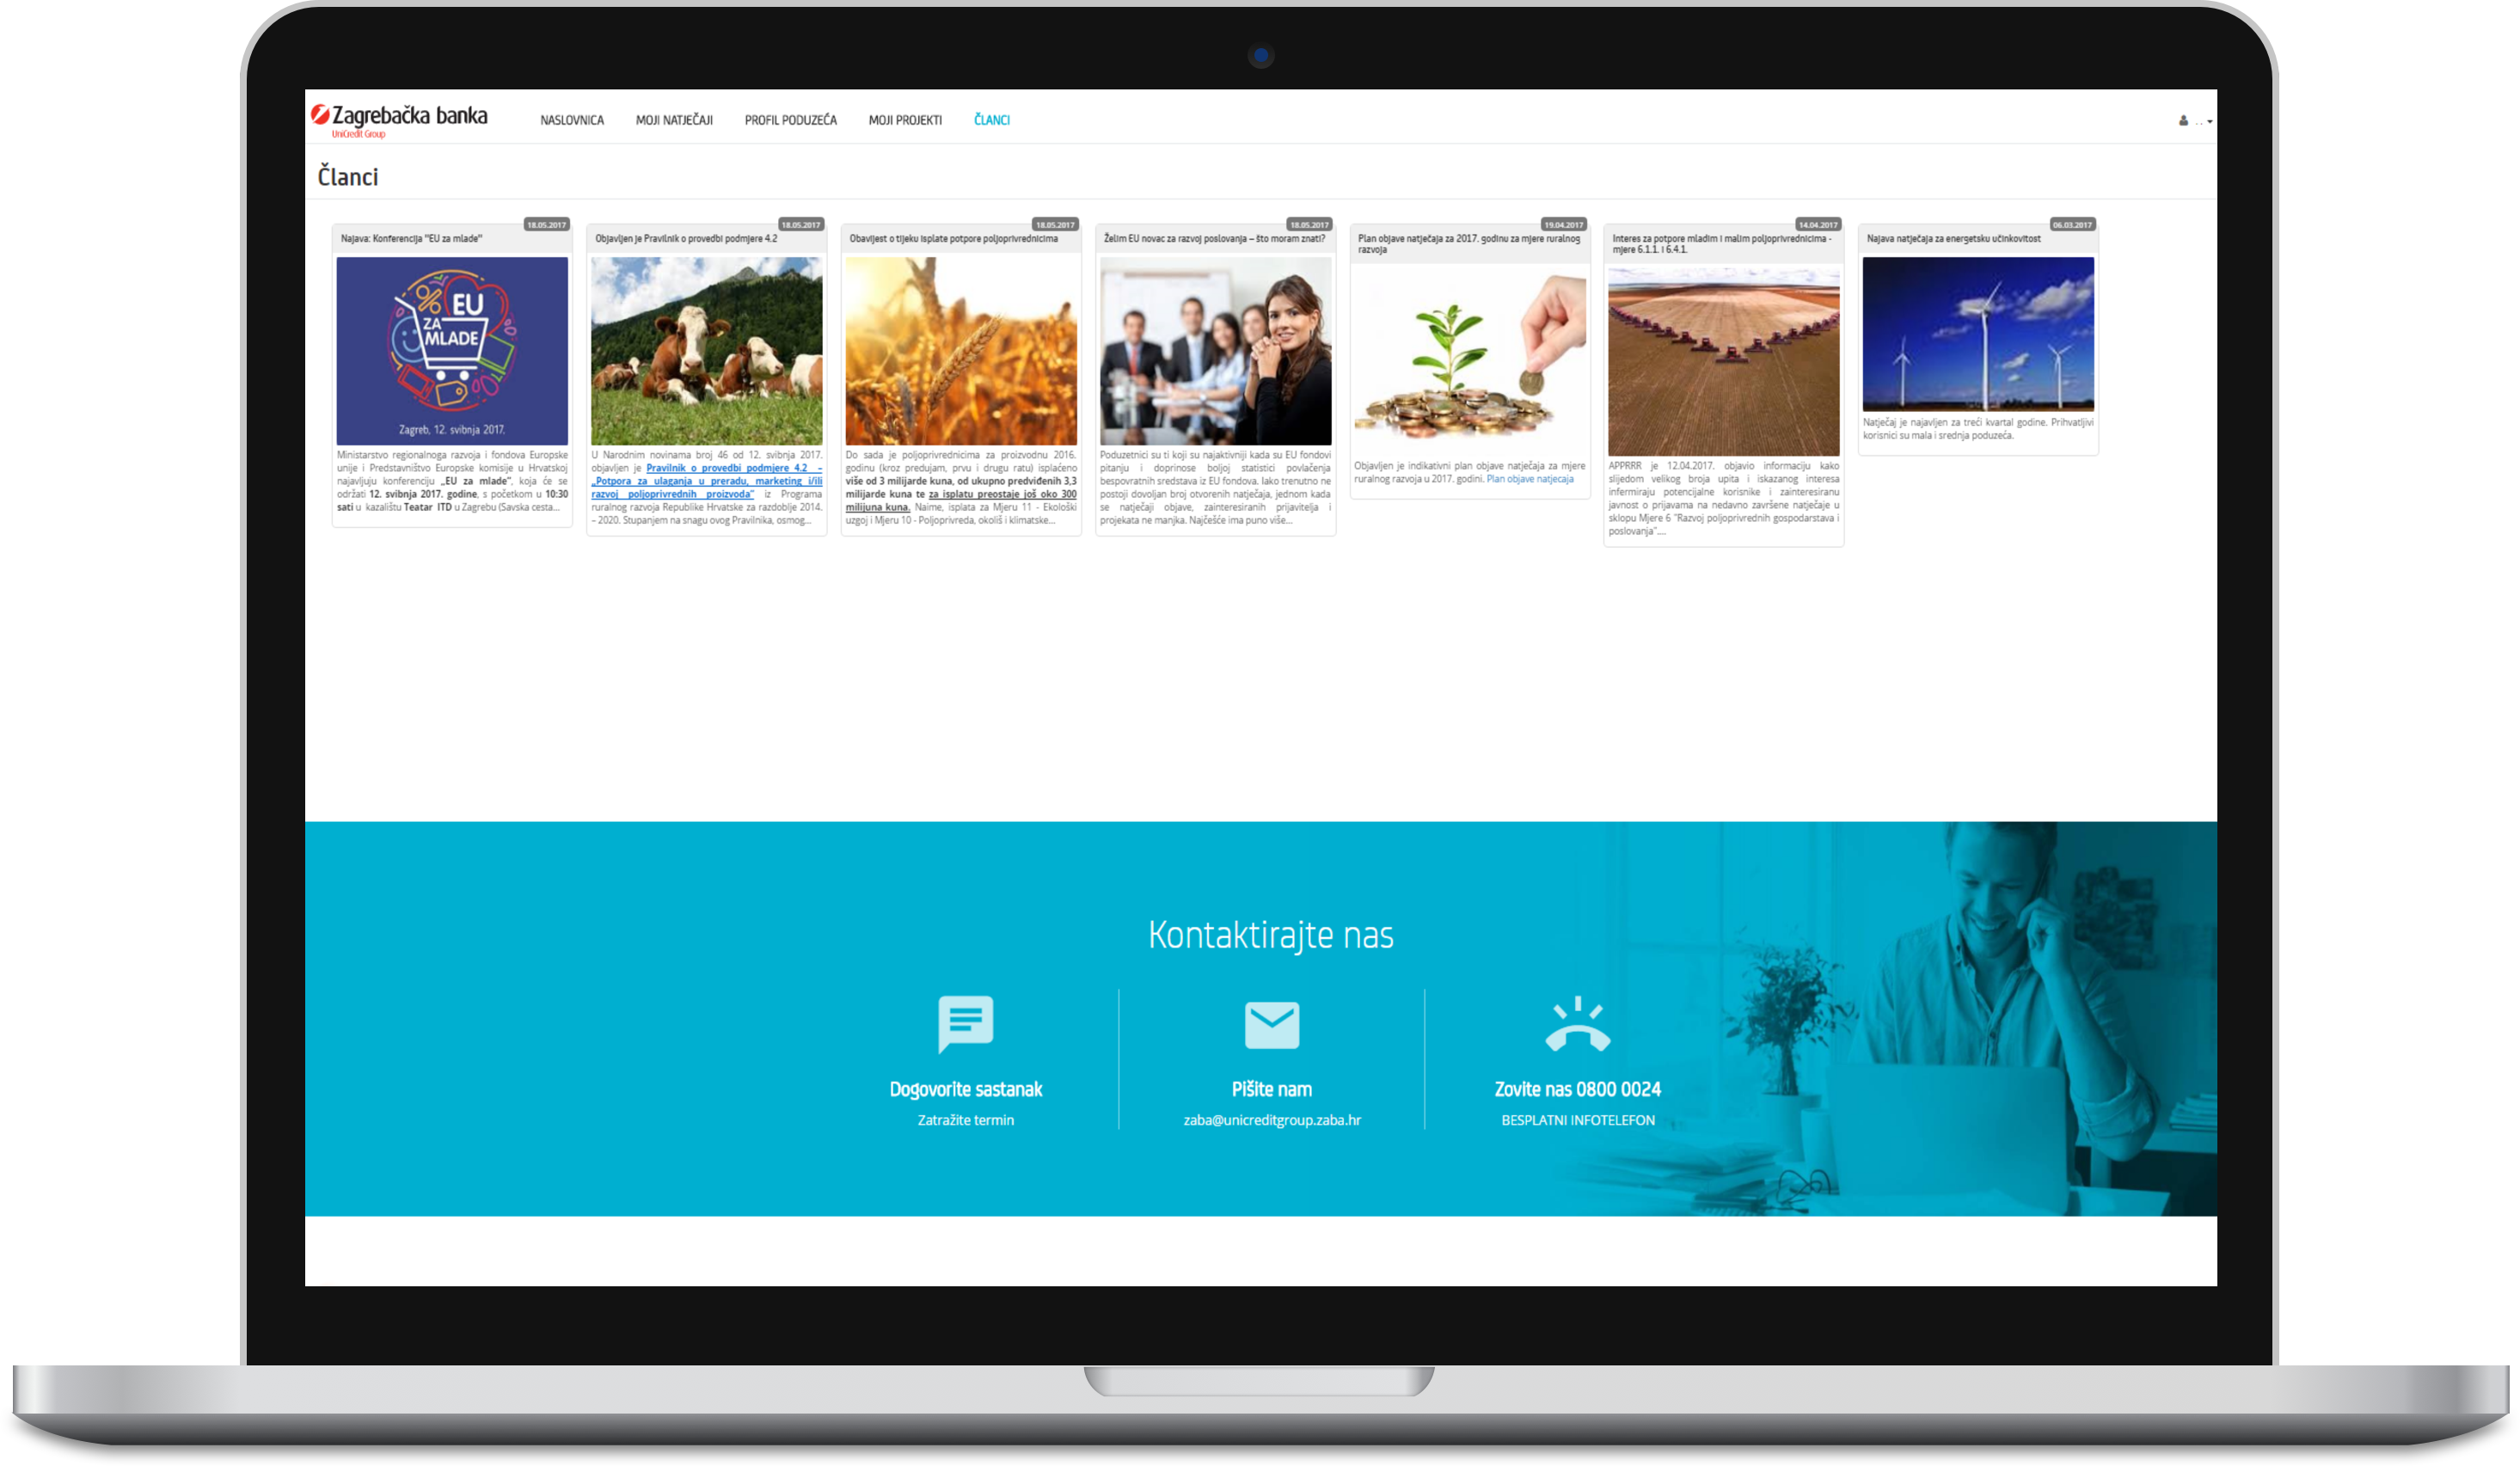 Zagrebačka banka
UniCredit Group
NASLOVNICA MOJI NATJEČAJI PROFIL PODUZEĆA MOJI PROJEKTI ČLANCI
Članci
18.05.2017
Najava: Konferencija "EU za mlade"
EU
ZA
MLADE
Zagreb, 12. svibnja 2017.
Ministarstvo regionalnoga razvoja i fondova Europske
unije i Predstavništvo Europske komisije u Hrvatskoj
najavljuju konferenciju „EU za mlade", koja će se
održati 12. svibnja 2017. godine, s početkom u 10:30
sati u kazalištu Teatar ITD u Zagrebu (Savska cesta...
18.05.2017
Objavljen je Pravilnik o provedbi podmjere 4.2
U Narodnim novinama broj 46 od 12. svibnja 2017.
objavljen je Pravilnik o provedbi podmjere 4.2 –
„Potpora za ulaganja u preradu, marketing i/ili
razvoj poljoprivrednih proizvoda" iz Programa
ruralnog razvoja Republike Hrvatske za razdoblje 2014.
– 2020. Stupanjem na snagu ovog Pravilnika, osmog...
18.05.2017
Obavijest o tijeku isplate potpore poljoprivrednicima
Do sada je poljoprivrednicima za proizvodnu 2016.
godinu (kroz predujam, prvu i drugu ratu) isplaćeno
više od 3 milijarde kuna, od ukupno predviđenih 3,3
milijarde kuna te za isplatu preostaje još oko 300
milijuna kuna. Naime, isplata za Mjeru 11 - Ekološki
uzgoj i Mjeru 10 - Poljoprivreda, okoliš i klimatske...
18.05.2017
Želim EU novac za razvoj poslovanja – što moram znati?
Poduzetnici su ti koji su najaktivniji kada su EU fondovi
pitanju i doprinose boljoj statistici povlačenja
bespovratnih sredstava iz EU fondova. Iako trenutno ne
postoji dovoljan broj otvorenih natječaja, jednom kada
se natječaji objave, zainteresiranih prijavitelja i
projekata ne manjka. Najčešće ima puno više...
19.04.2017
Plan objave natječaja za 2017. godinu za mjere ruralnog
razvoja
Objavljen je indikativni plan objave natječaja za mjere
ruralnog razvoja u 2017. godini. Plan objave natjecaja
14.04.2017
Interes za potpore mladim i malim poljoprivrednicima -
mjere 6.1.1. i 6.4.1.
APPRRR je 12.04.2017. objavio informaciju kako
slijedom velikog broja upita i iskazanog interesa
infermiraju potencijalne korisnike i zainteresiranu
javnost o prijavama na nedavno završene natječaje u
sklopu Mjere 6 "Razvoj poljoprivrednih gospodarstava i
poslovanja"....
06.03.2017
Najava natječaja za energetsku učinkovitost
Natječaj je najavljen za treći kvartal godine. Prihvatljivi
korisnici su mala i srednja poduzeća.
Kontaktirajte nas
Dogovorite sastanak
Zatražite termin
Pišite nam
zaba@unicreditgroup.zaba.hr
Zovite nas 0800 0024
BESPLATNI INFOTELEFON